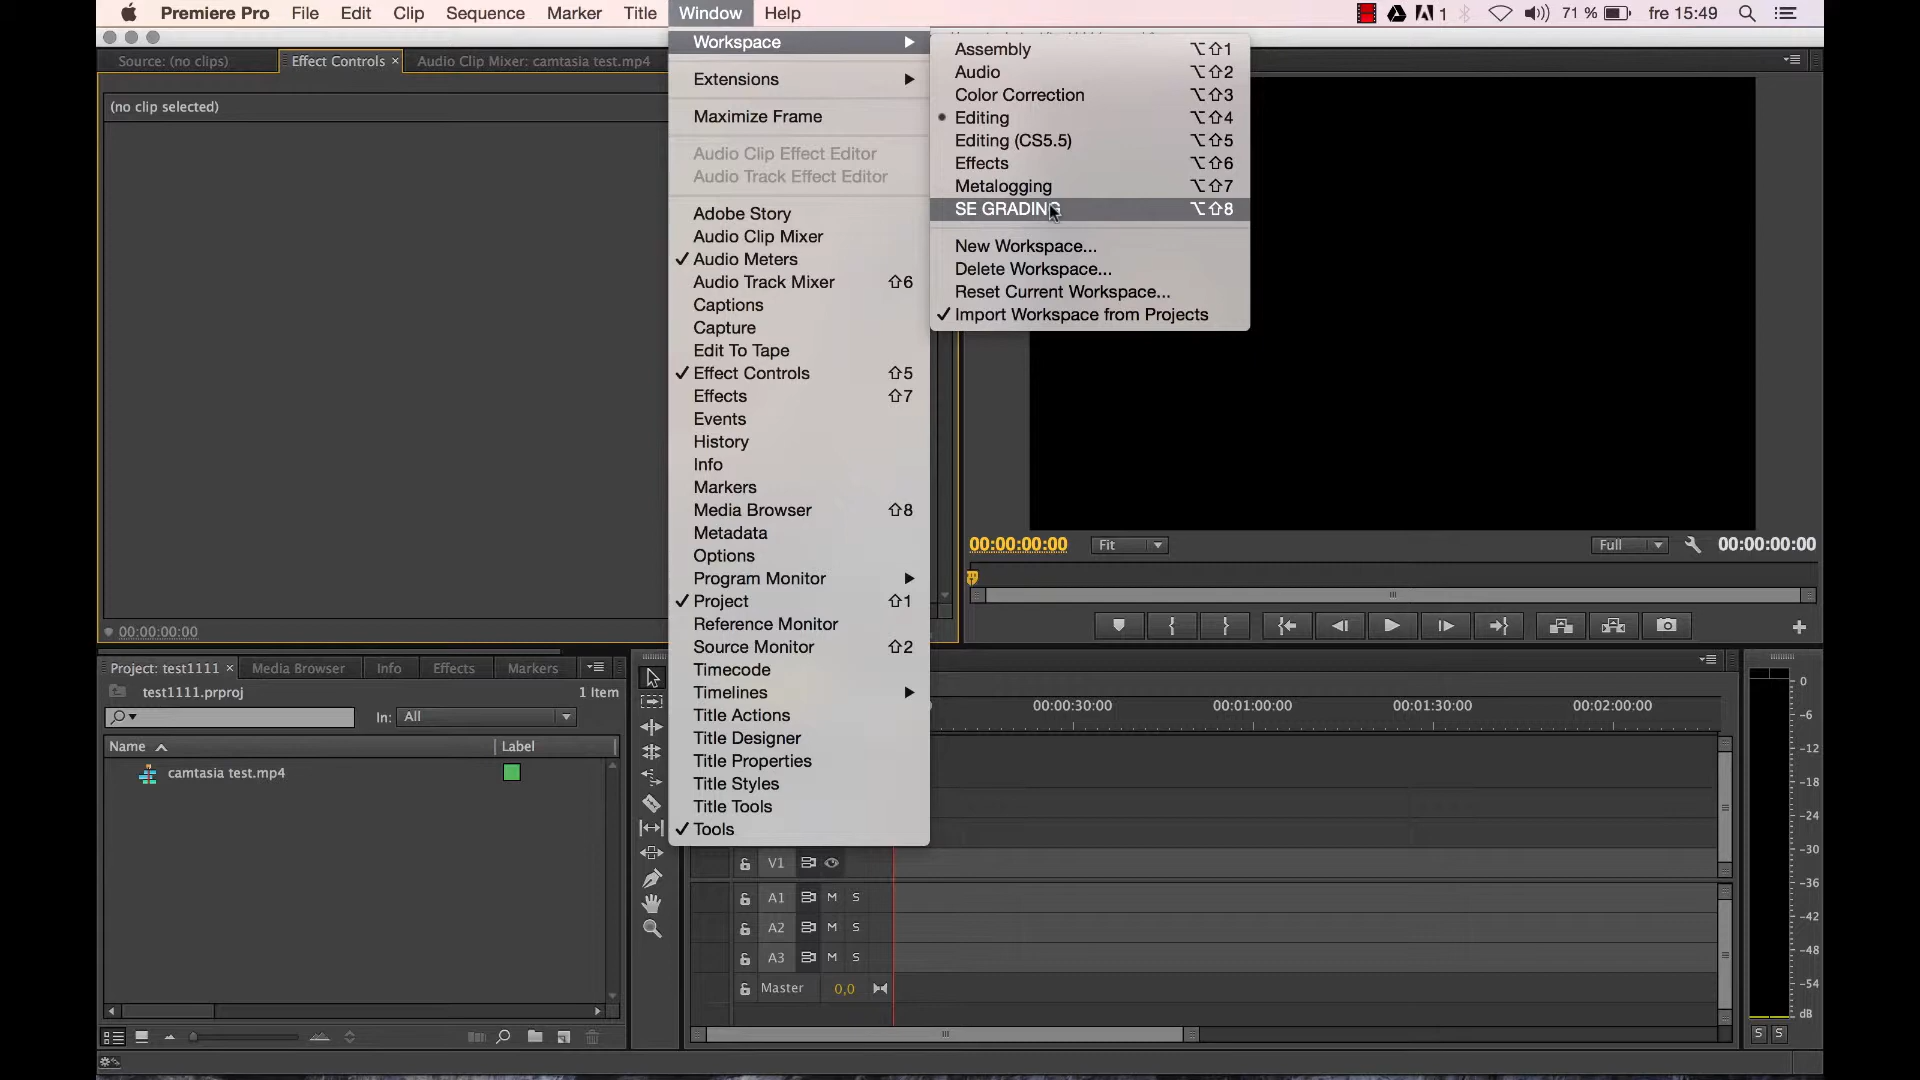 Premiere Pro File Edit Clip Sequence Marker Title Window Help 1 71 % fre 15:49
Source: (no clips) Effect Controls × Audio Clip Mixer: camtasia test.mp4
(no clip selected)
00:00:00:00
Workspace
Extensions
Maximize Frame
Audio Clip Effect Editor
Audio Track Effect Editor
Adobe Story
Audio Clip Mixer
✓ Audio Meters
Audio Track Mixer ⇧6
Captions
Capture
Edit To Tape
✓ Effect Controls ⇧5
Effects ⇧7
Events
History
Info
Markers
Media Browser ⇧8
Metadata
Options
Program Monitor
✓ Project ⇧1
Reference Monitor
Source Monitor ⇧2
Timecode
Timelines
Title Actions
Title Designer
Title Properties
Title Styles
Title Tools
✓ Tools
Assembly ⌥⇧1
Audio ⌥⇧2
Color Correction ⌥⇧3
• Editing ⌥⇧4
Editing (CS5.5) ⌥⇧5
Effects ⌥⇧6
Metalogging ⌥⇧7
SE GRADING ⌥⇧8
New Workspace...
Delete Workspace...
Reset Current Workspace...
✓ Import Workspace from Projects
00:00:00:00 Fit Full 00:00:00:00
Project: test1111 × Media Browser Info Effects Markers
test1111.prproj 1 Item
In: All
Name Label
camtasia test.mp4
00:00:30:00 00:01:00:00 00:01:30:00 00:02:00:00
V1
A1 M S
A2 M S
A3 M S
Master 0,0
0
-6
-12
-18
-24
-30
-36
-42
-48
-54
dB
S S